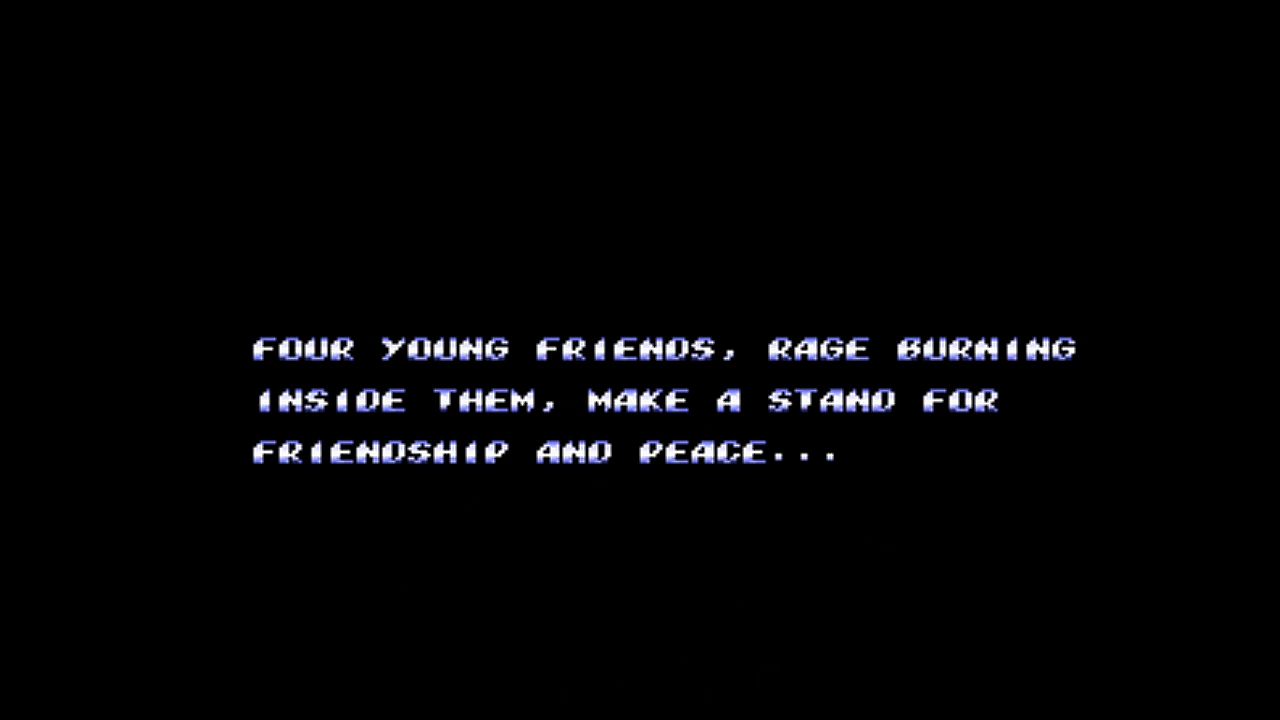 FOUR YOUNG FRIENDS, RAGE BURNING
INSIDE THEM, MAKE A STAND FOR
FRIENDSHIP AND PEACE...